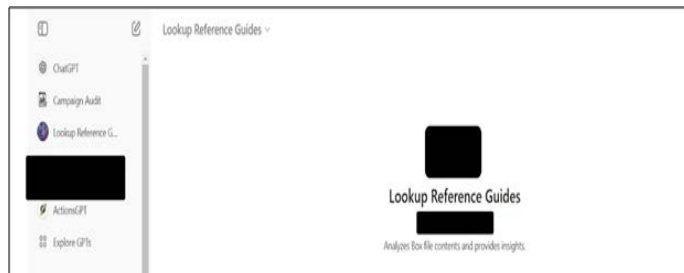 Lookup Reference Guides
ChatGPT
Campaign Audit
Lookup Reference G...
ActionsGPT
Explore GPTs
Lookup Reference Guides
Analyzes Box file contents and provides insights.